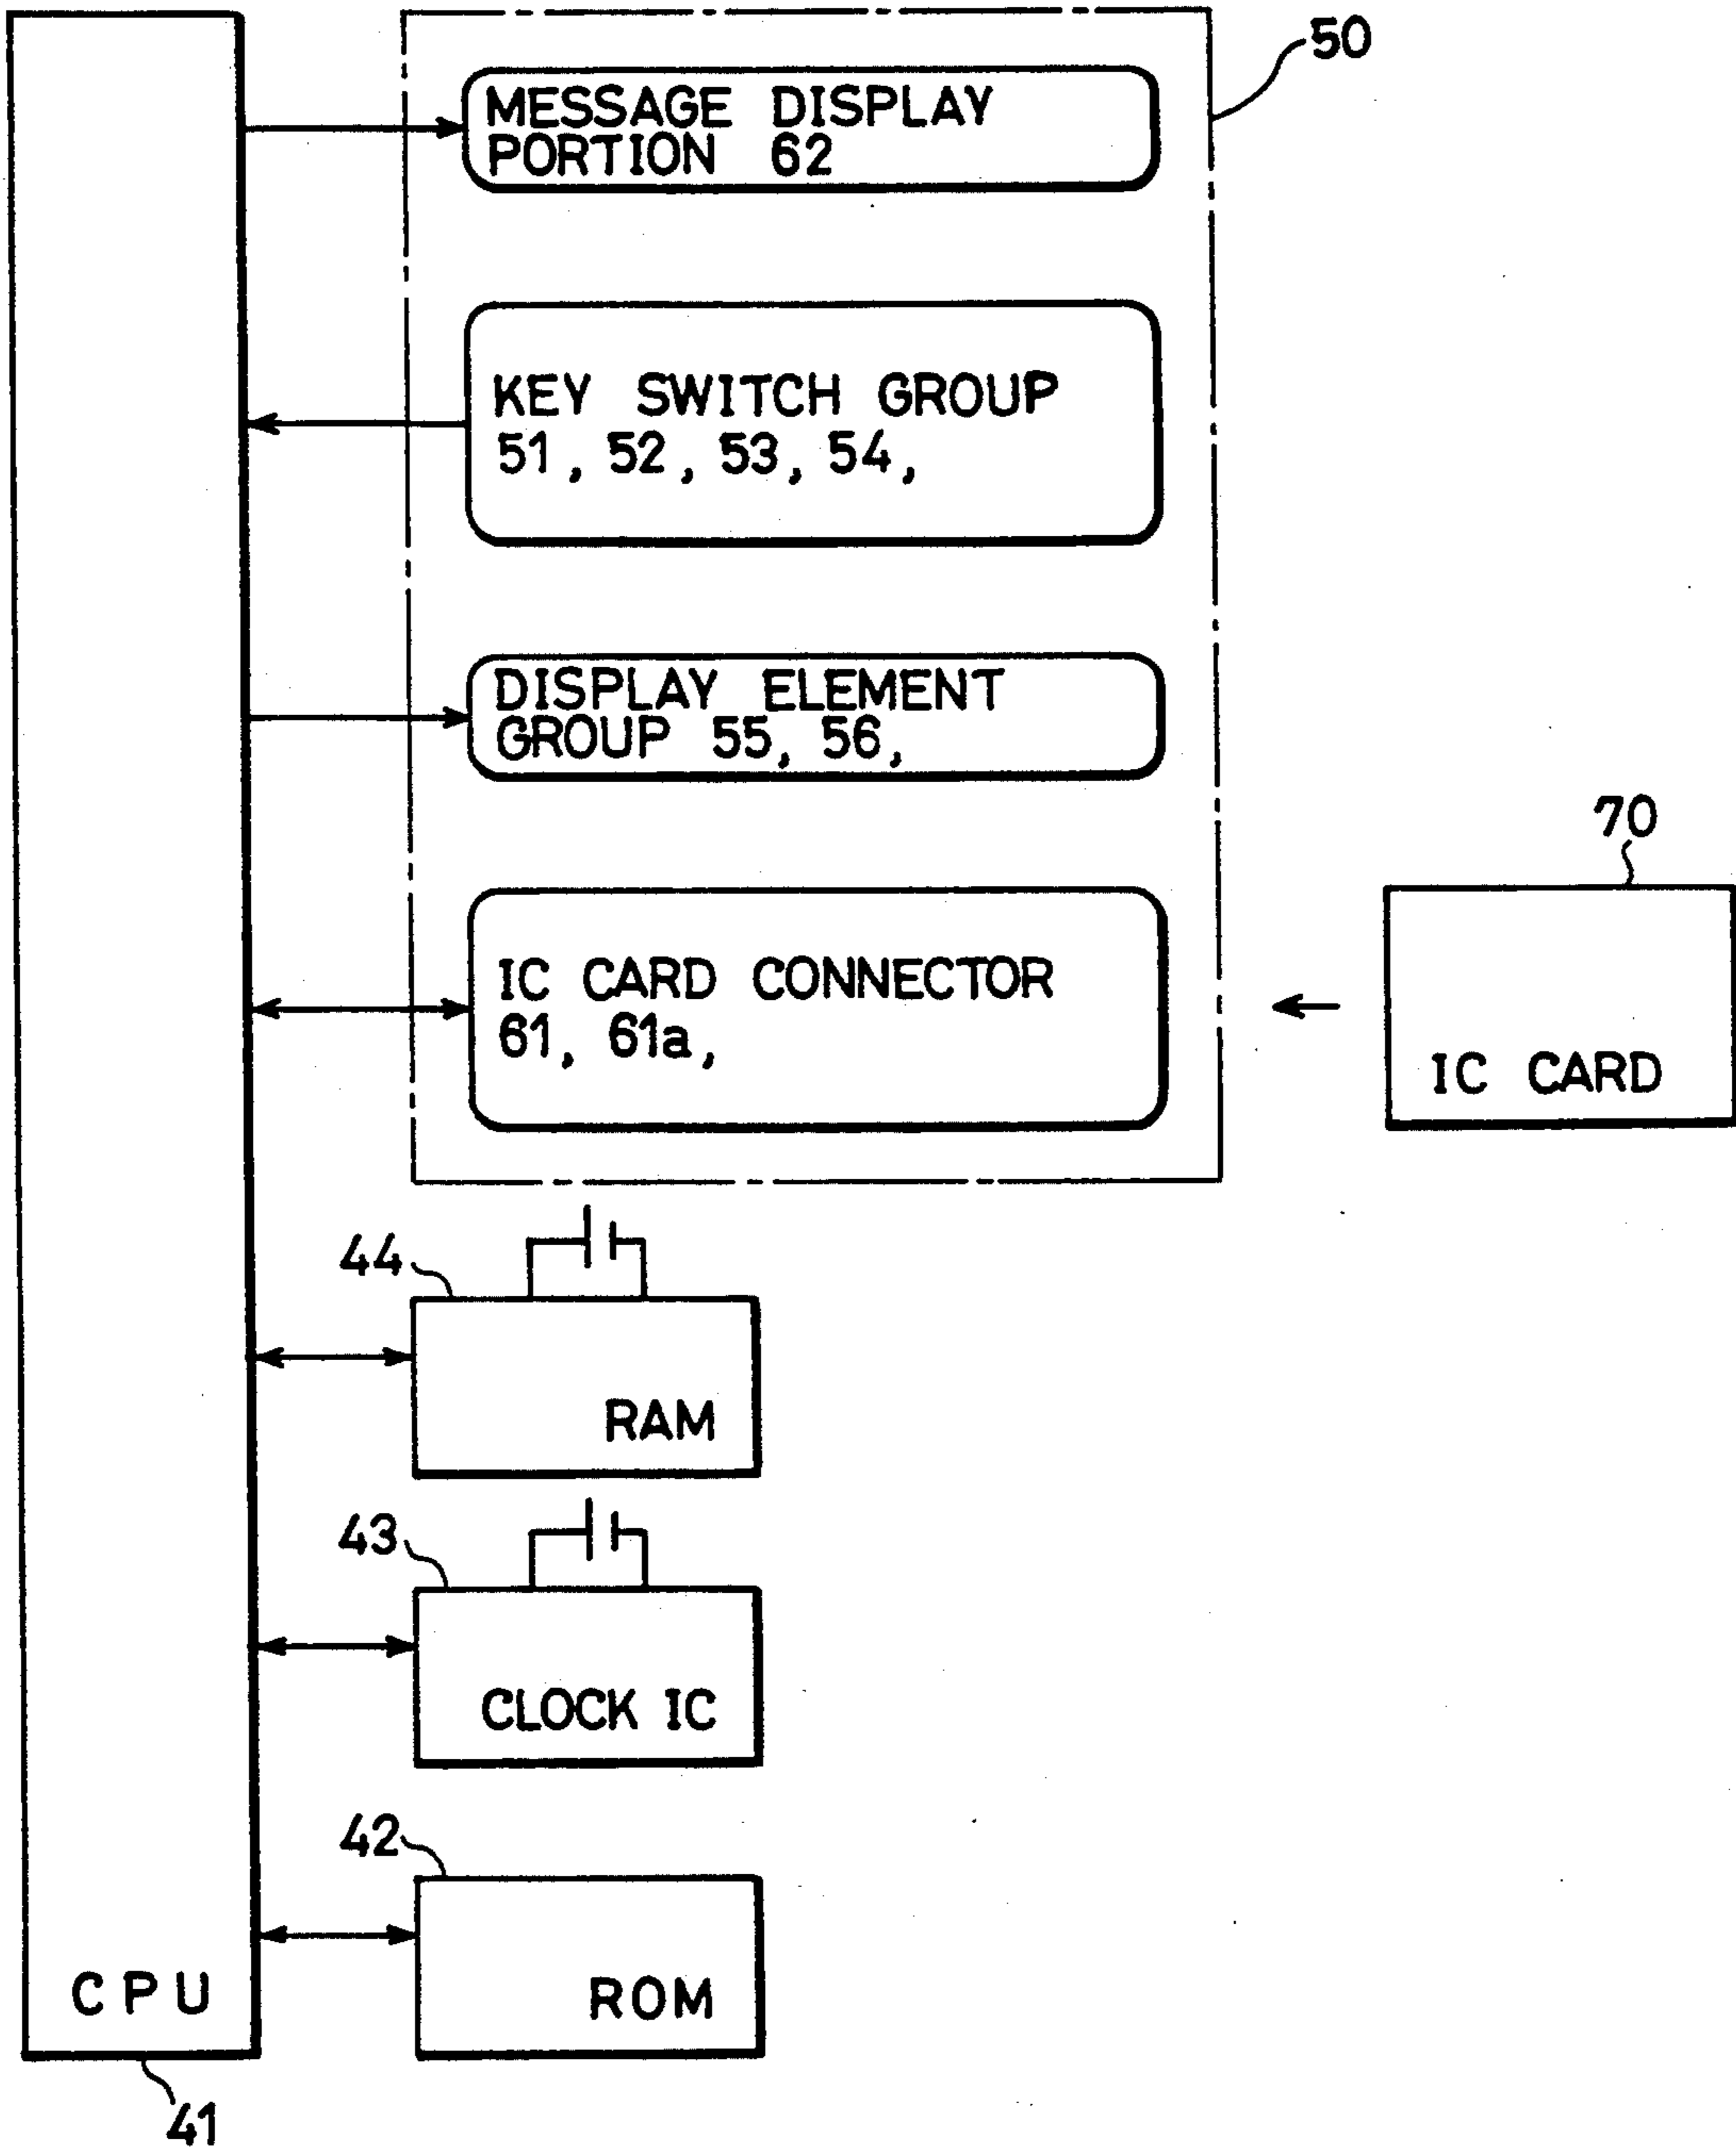 50
MESSAGE DISPLAY
PORTION 62
KEY SWITCH GROUP
51, 52, 53, 54,
DISPLAY ELEMENT
GROUP 55, 56,
70
IC CARD CONNECTOR
61, 61a,
IC CARD
44
RAM
43
CLOCK IC
42
CPU
ROM
41